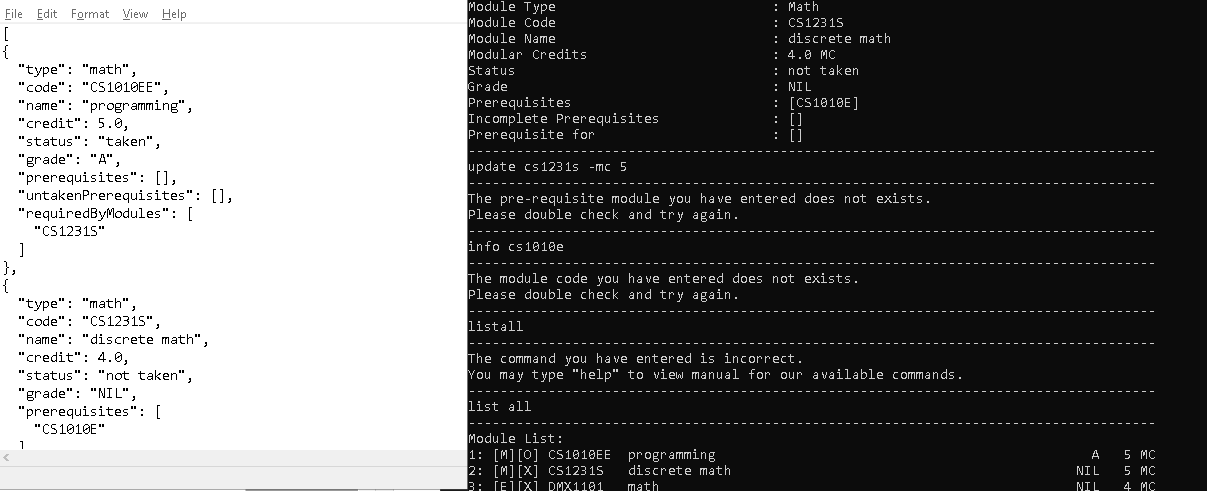 File Edit Format View Help
[
{
"type": "math",
"code": "CS1010EE",
"name": "programming",
"credit": 5.0,
"status": "taken",
"grade": "A",
"prerequisites": [],
"untakenPrerequisites": [],
"requiredByModules": [
"CS1231S"
]
},
{
"type": "math",
"code": "CS1231S",
"name": "discrete math",
"credit": 4.0,
"status": "not taken",
"grade": "NIL",
"prerequisites": [
"CS1010E"
]
Module Type : Math
Module Code : CS1231S
Module Name : discrete math
Modular Credits : 4.0 MC
Status : not taken
Grade : NIL
Prerequisites : [CS1010E]
Incomplete Prerequisites : []
Prerequisite for : []
update cs1231s -mc 5
The pre-requisite module you have entered does not exists.
Please double check and try again.
info cs1010e
The module code you have entered does not exists.
Please double check and try again.
listall
The command you have entered is incorrect.
You may type "help" to view manual for our available commands.
list all
Module List:
1: [M][O] CS1010EE programming A 5 MC
2: [M][X] CS1231S discrete math NIL 5 MC
3: [E][X] DMX1101 math NIL 4 MC